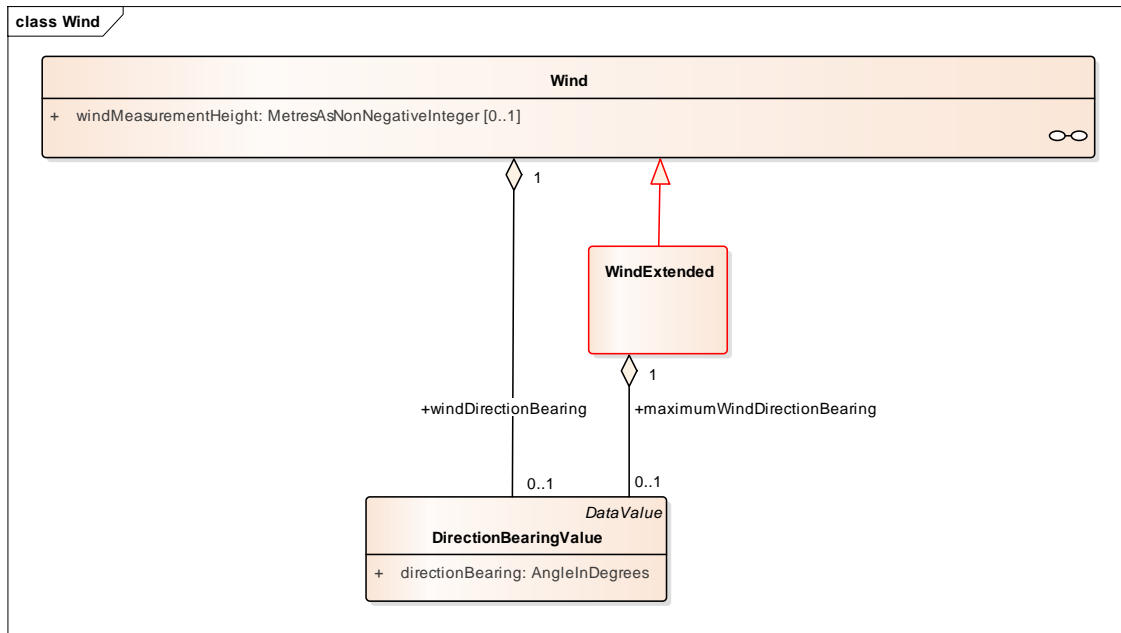 class Wind
Wind
+ windMeasurementHeight: MetresAsNonNegativeInteger [0..1]
1
WindExtended
1
+windDirectionBearing
+maximumWindDirectionBearing
0..1
0..1
DataValue
DirectionBearingValue
+ directionBearing: AngleInDegrees